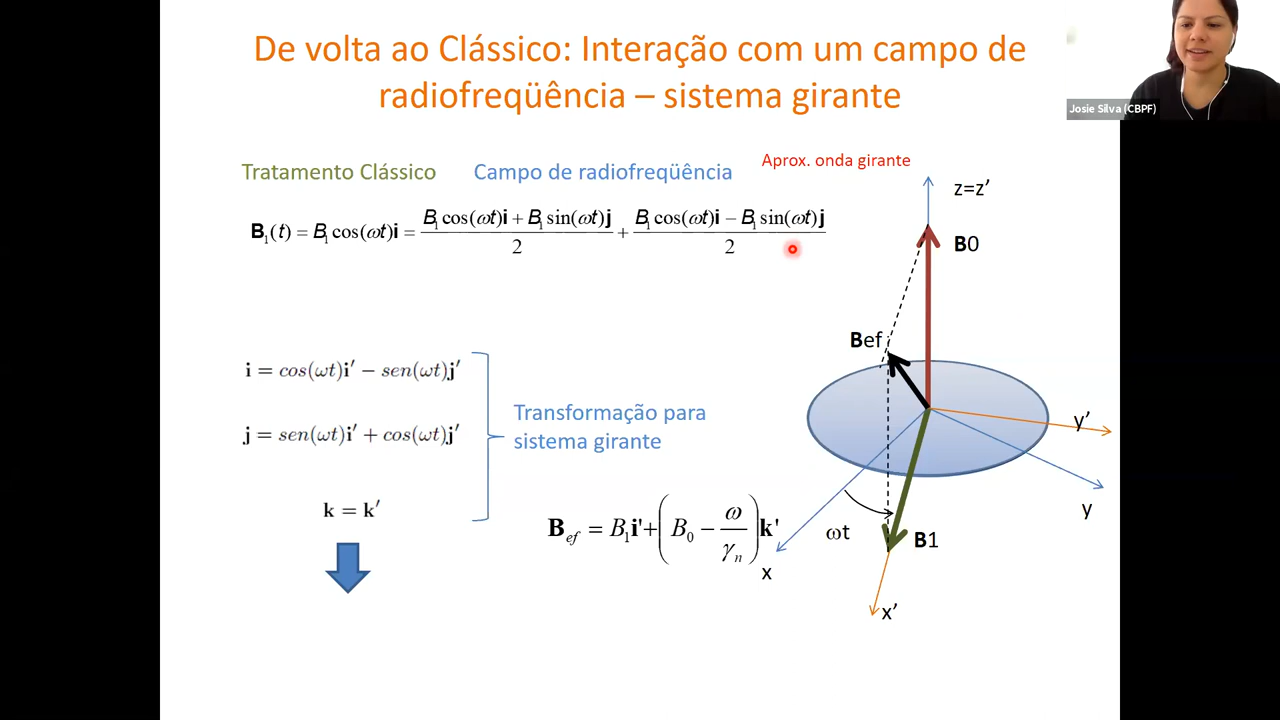 De volta ao Clássico: Interação com um campo de
radiofreqüência – sistema girante
Josie Silva (CBPF)
Tratamento Clássico
Campo de radiofreqüência
Aprox. onda girante
B₁(t) = B₁ cos(ωt)i = (B₁ cos(ωt)i + B₁ sin(ωt)j)/2 + (B₁ cos(ωt)i − B₁ sin(ωt)j)/2
z=z’
B0
Bef
i = cos(ωt)i′ − sen(ωt)j′
j = sen(ωt)i′ + cos(ωt)j′
k = k′
Transformação para
sistema girante
B_ef = B₁i'+(B₀ − ω/γₙ)k'
y’
y
ωt
B1
x
x’